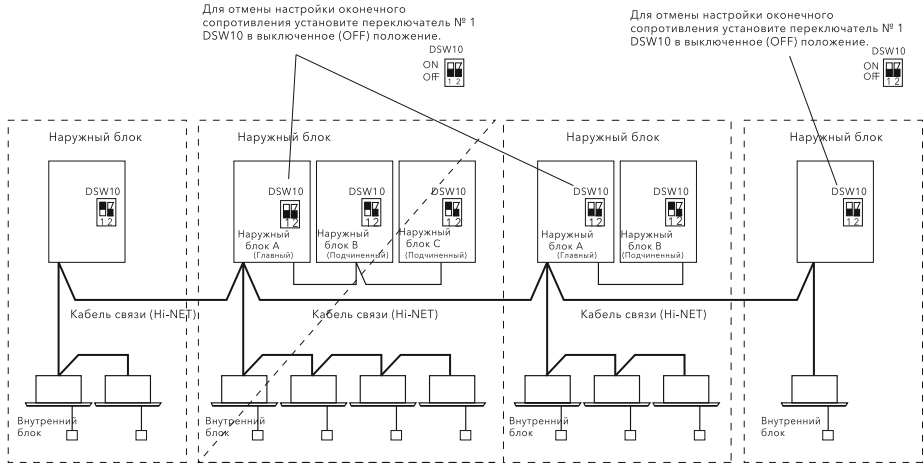 Для отмены настройки оконечного
сопротивления установите переключатель № 1
DSW10 в выключенное (OFF) положение.
DSW10
ON
OFF
1 2
Для отмены настройки оконечного
сопротивления установите переключатель № 1
DSW10 в выключенное (OFF) положение.
DSW10
ON
OFF
1 2
Наружный блок
Наружный блок
Наружный блок
Наружный блок
DSW10
1 2
DSW10
1 2
Наружный
блок A
(Главный)
DSW10
1 2
Наружный
блок B
(Подчиненный)
DSW10
1 2
Наружный
блок C
(Подчиненный)
DSW10
1 2
Наружный
блок A
(Главный)
DSW10
1 2
Наружный
блок B
(Подчиненный)
DSW10
1 2
Кабель связи (Hi-NET)
Кабель связи (Hi-NET)
Кабель связи (Hi-NET)
Внутренний
блок
Внутренний
блок
Внутренний
блок
Внутренний
блок